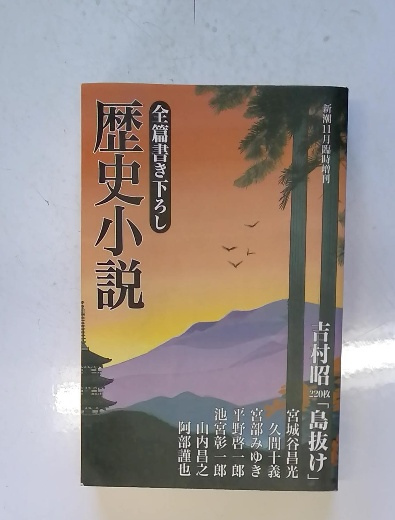 新潮11月臨時増刊
全篇書き下ろし
歴史小説
吉村昭 220枚「島抜け」
宮城谷昌光
久間十義
宮部みゆき
平野啓一郎
池宮彰一郎
山内昌之
阿部謹也